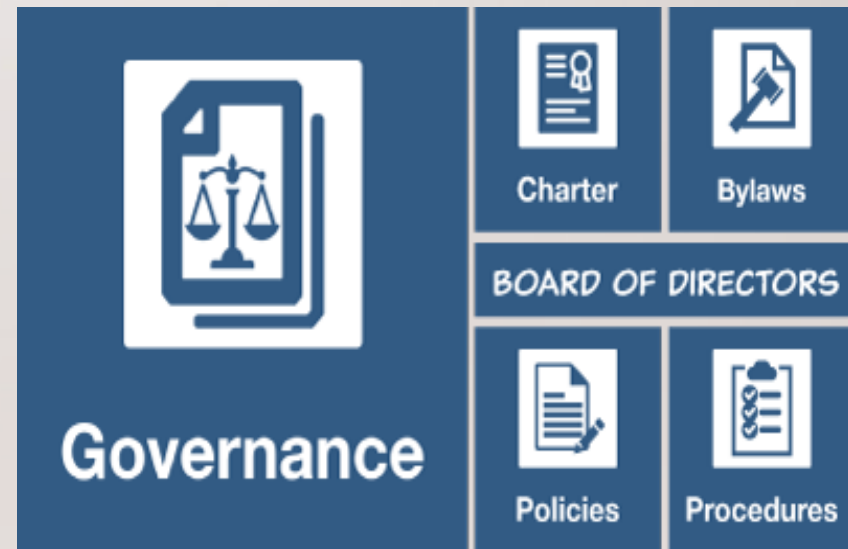 Governance
Charter
Bylaws
BOARD OF DIRECTORS
Policies
Procedures